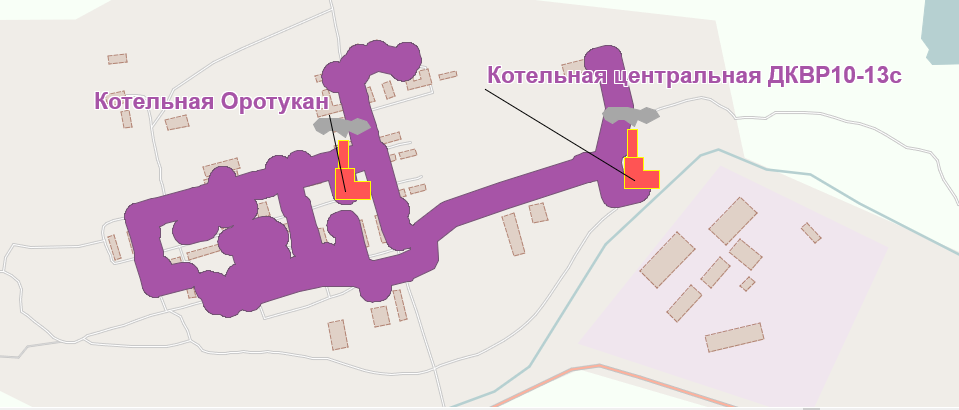 Котельная центральная ДКВР10-13с
Котельная Оротукан